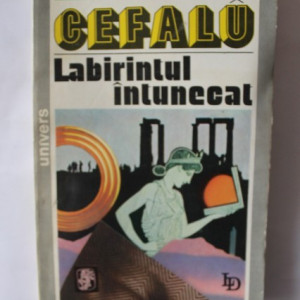 CEFALÛ
Labirintul
întunecat
univers
LD